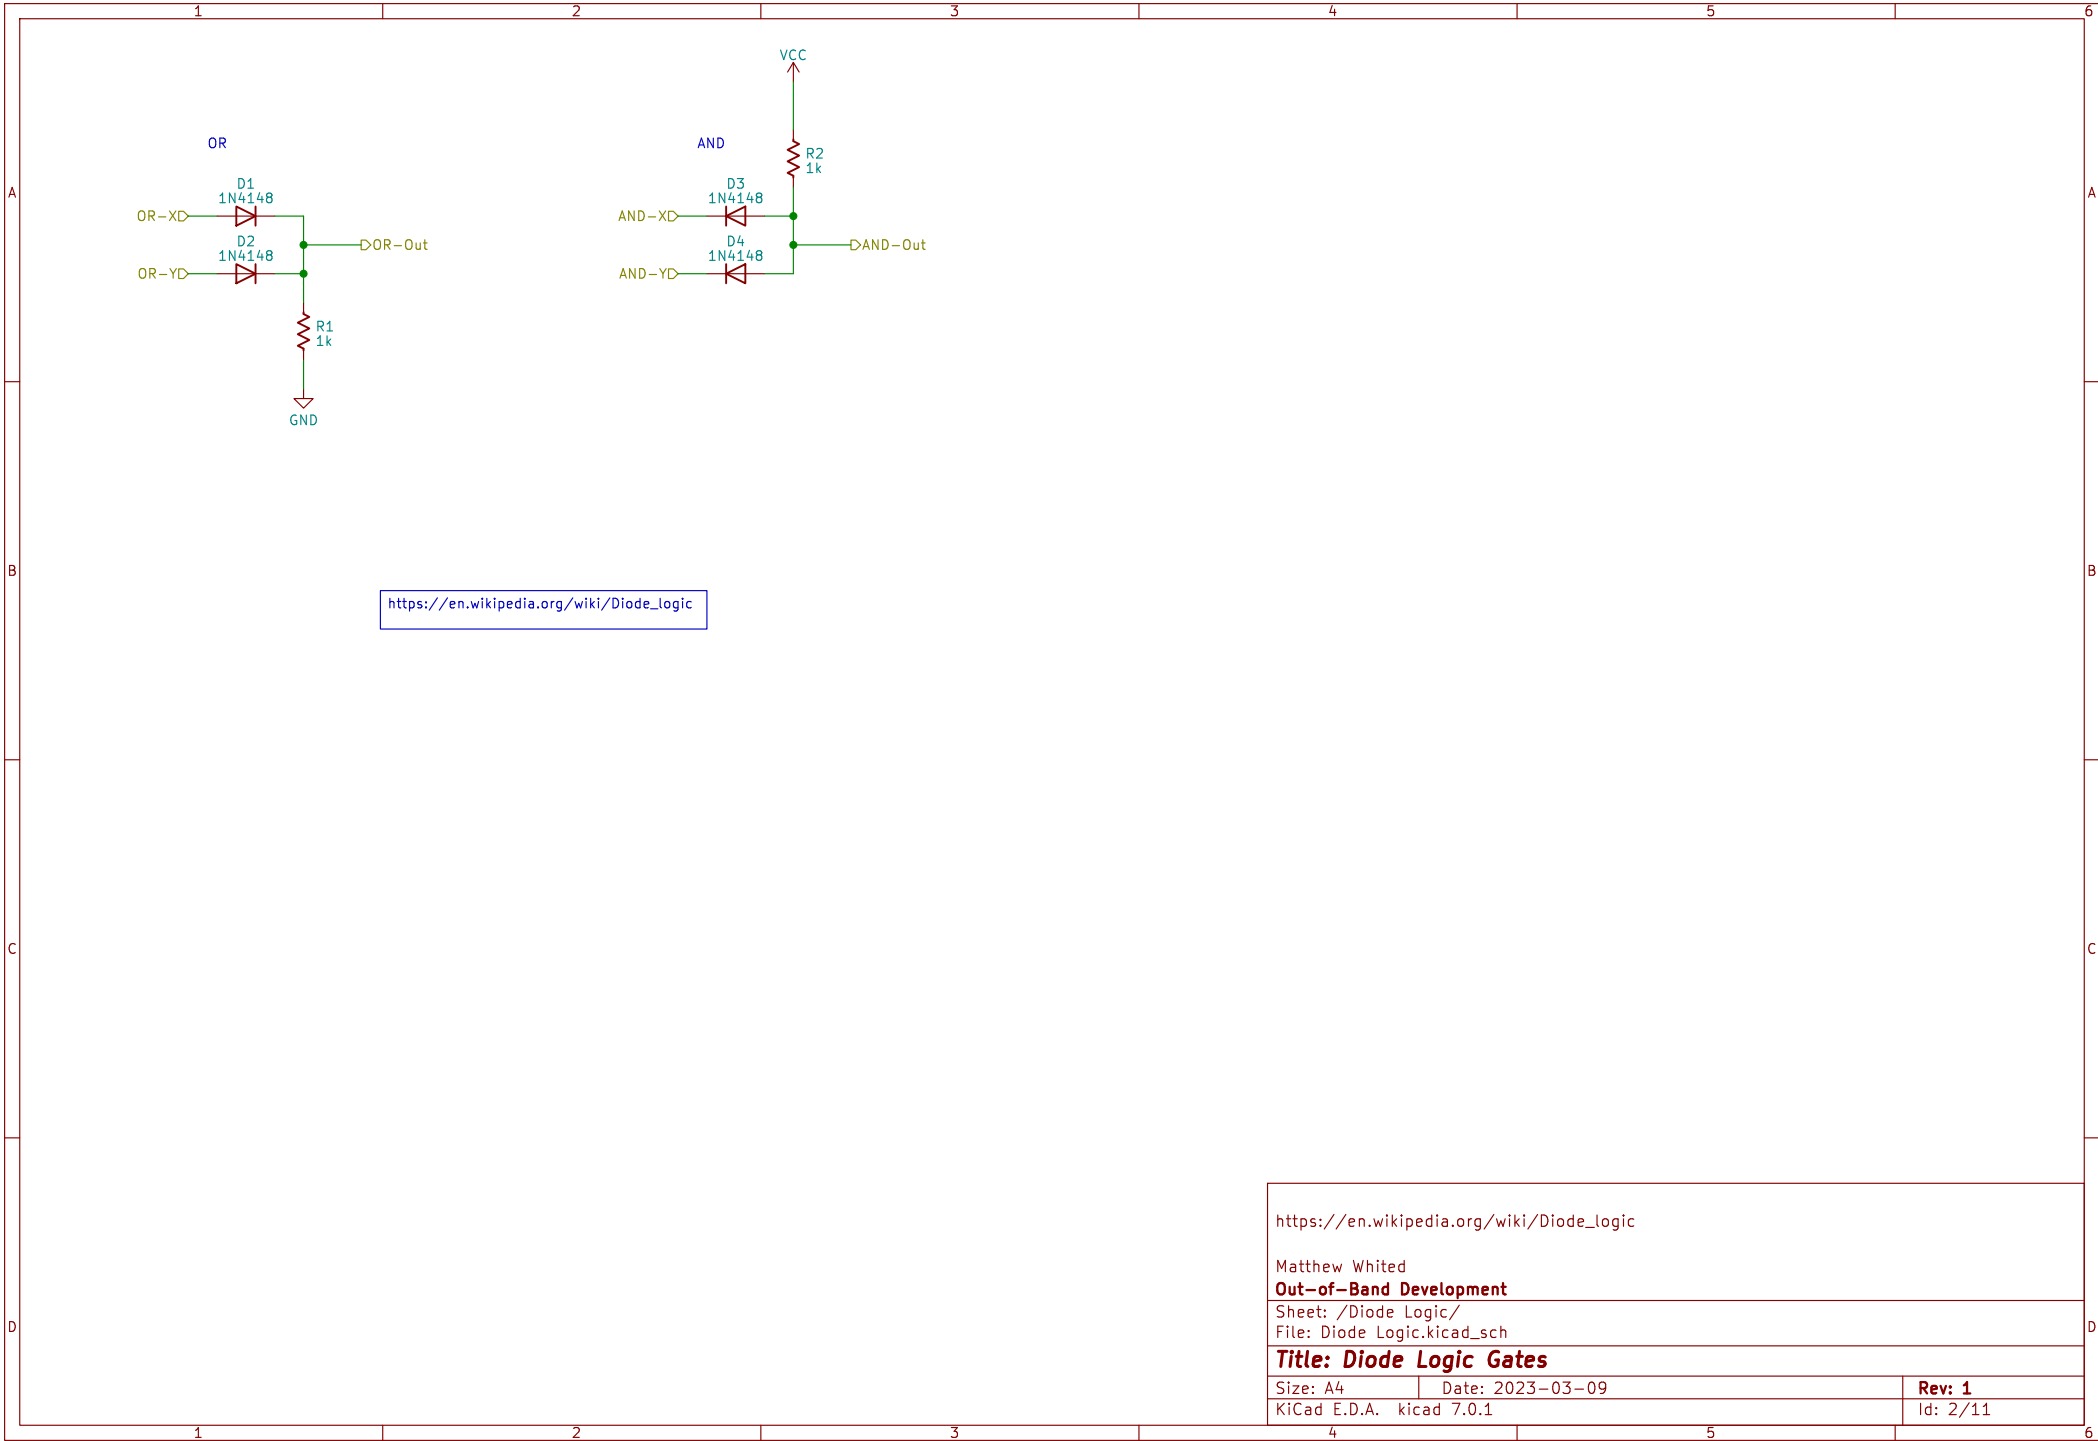 1 2 3 4 5 6
VCC
OR
AND
R2
1k
D1
1N4148
D3
1N4148
A
A
OR-X
AND-X
D2
1N4148
D4
1N4148
OR-Out
AND-Out
OR-Y
AND-Y
R1
1k
GND
B
B
https://en.wikipedia.org/wiki/Diode_logic
C
C
https://en.wikipedia.org/wiki/Diode_logic
Matthew Whited
Out-of-Band Development
Sheet: /Diode Logic/
File: Diode Logic.kicad_sch
D
D
Title: Diode Logic Gates
Size: A4 Date: 2023-03-09 Rev: 1
KiCad E.D.A. kicad 7.0.1 Id: 2/11
1 2 3 4 5 6